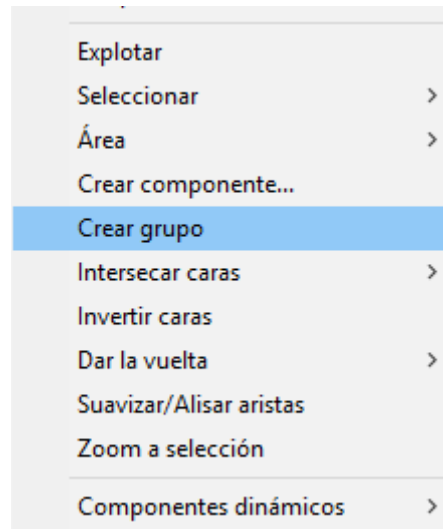 Explotar
Seleccionar
Área
Crear componente...
Crear grupo
Intersecar caras
Invertir caras
Dar la vuelta
Suavizar/Alisar aristas
Zoom a selección
Componentes dinámicos